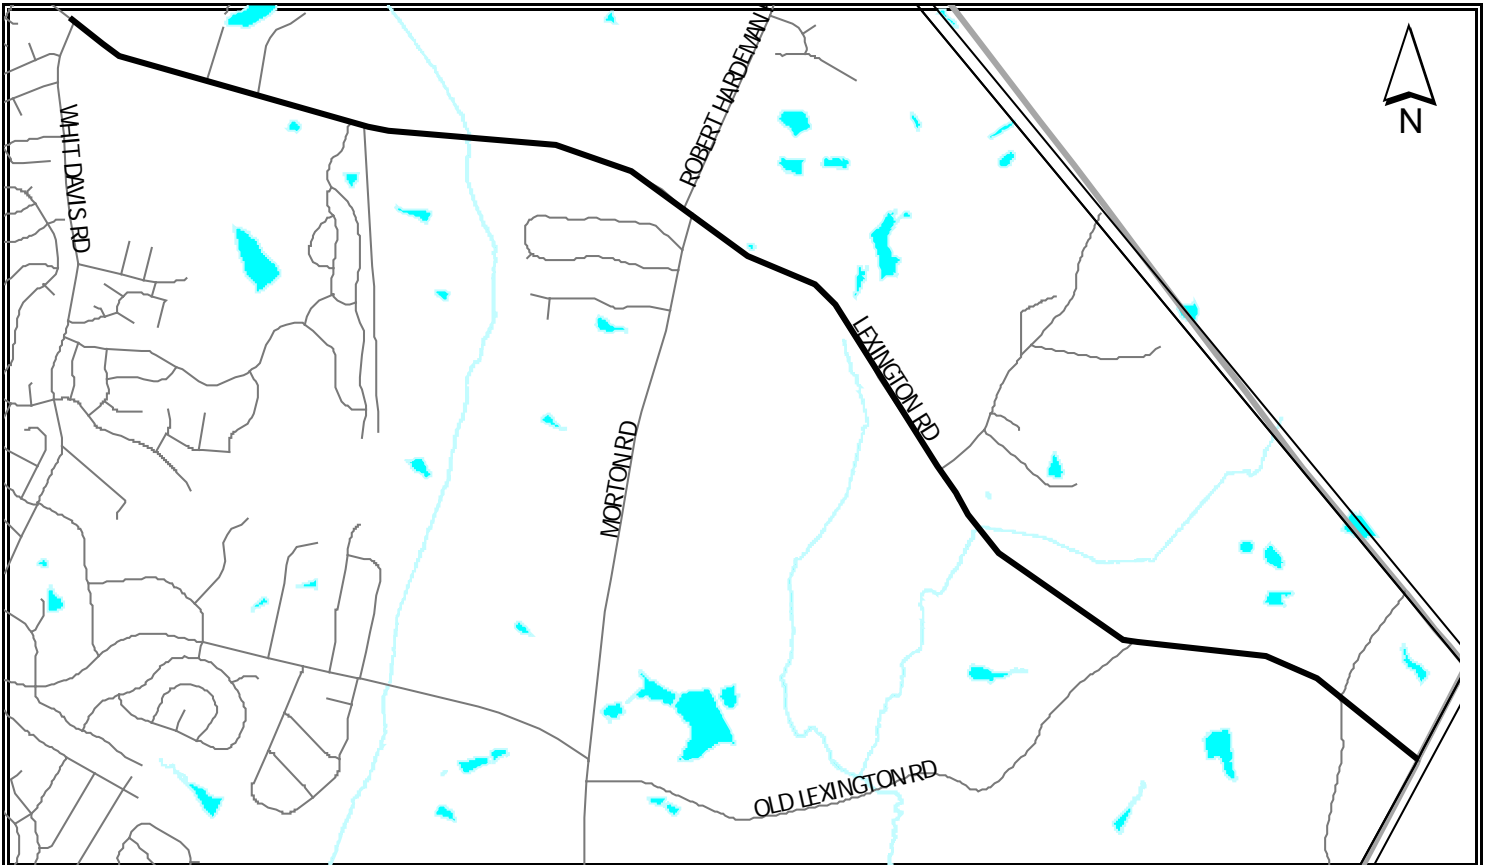 ROBERT HARDEMAN
N
WHIT DAVIS RD
LEXINGTON RD
MORTON RD
OLD LEXINGTON RD